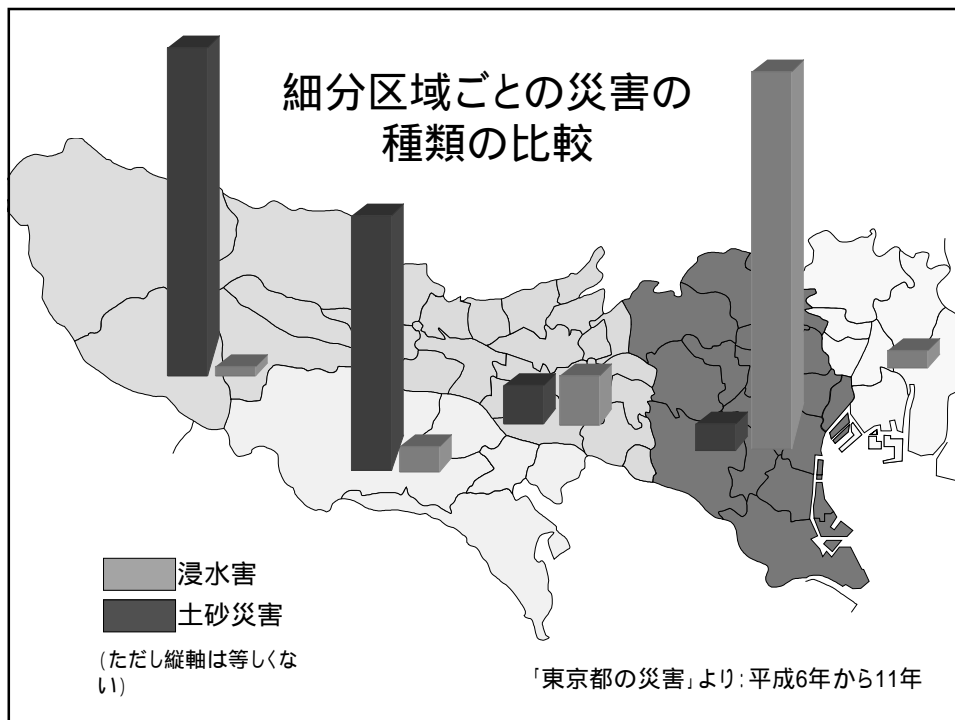 細分区域ごとの災害の
種類の比較
浸水害
土砂災害
(ただし縦軸は等しくな
い)
「東京都の災害」より:平成6年から11年